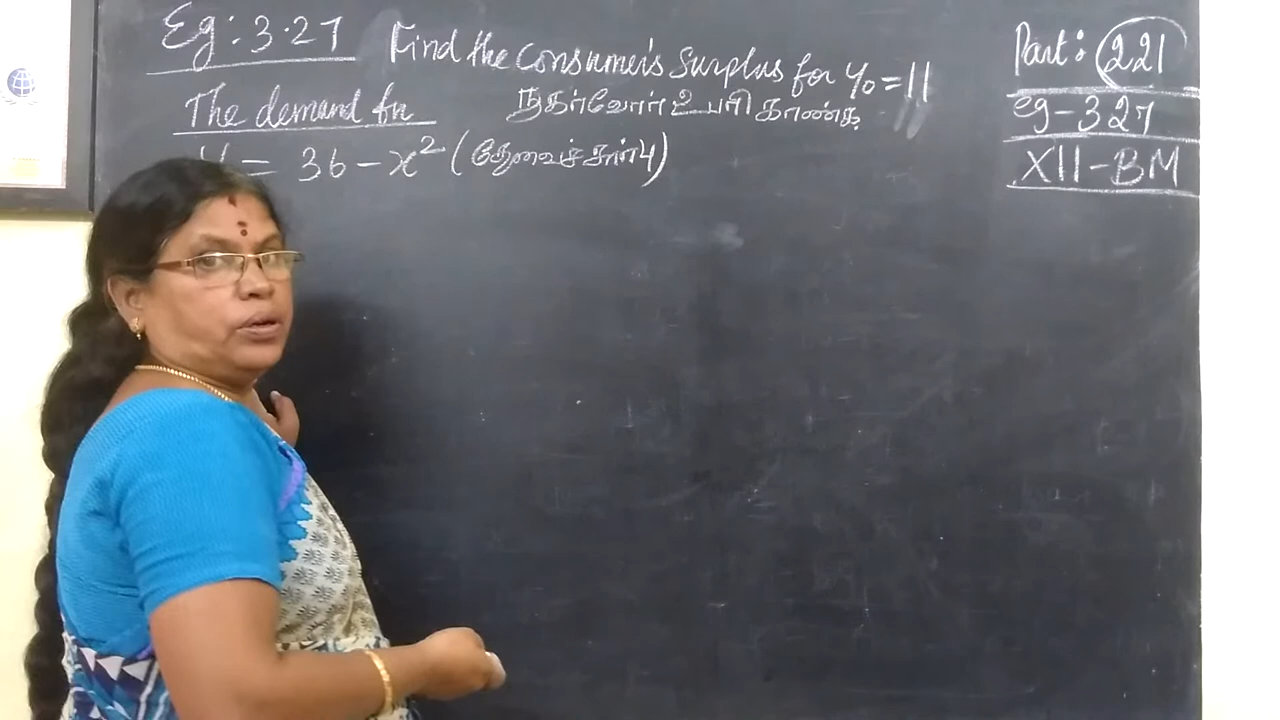 Eg: 3.27
Find the Consumer's Surplus for y₀ = 11
The demand fn
நுகர்வோர் உபரி காண்க.
y = 36 - x² (தேவைச் சார்பு)
Part: 221
eg-327
XII-BM